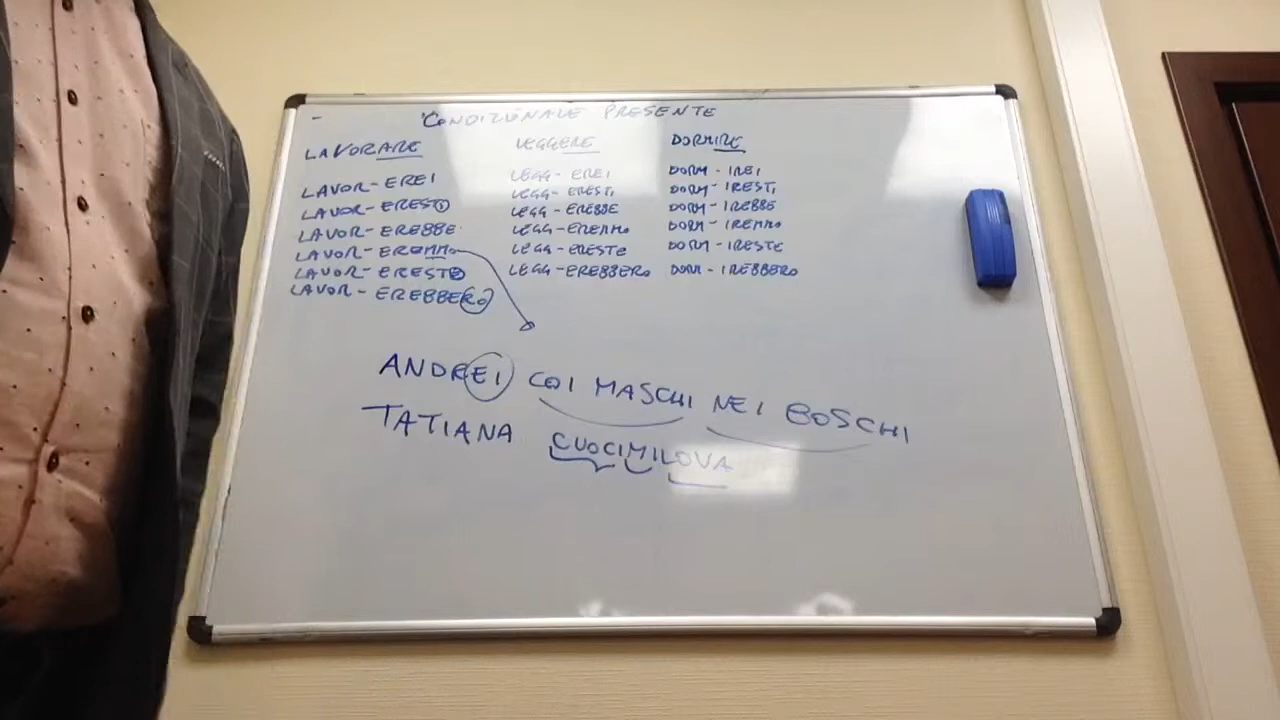 - CONDIZIONALE PRESENTE
LAVORARE LEGGERE DORMIRE
LAVOR-EREI LEGG-EREI DORM-IREI
LAVOR-ERESTI LEGG-ERESTI DORM-IRESTI
LAVOR-EREBBE LEGG-EREBBE DORM-IREBBE
LAVOR-EREMMO LEGG-EREMMO DORM-IREMMO
LAVOR-ERESTE LEGG-ERESTE DORM-IRESTE
LAVOR-EREBBERO LEGG-EREBBERO DORM-IREBBERO
ANDREI COI MASCHI NEI BOSCHI
TATIANA CUOCIMILOVA